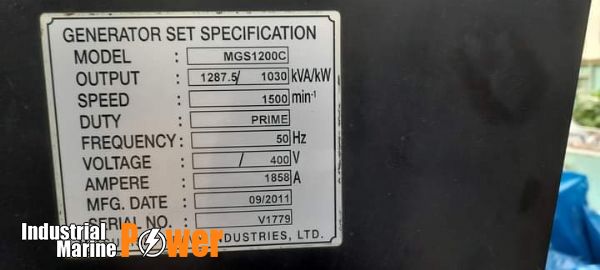 GENERATOR SET SPECIFICATION
MODEL : MGS1200C
OUTPUT : 1287.5/ 1030 kVA/kW
SPEED : 1500 min-1
DUTY : PRIME
FREQUENCY : 50 Hz
VOLTAGE : / 400 V
AMPERE : 1858 A
MFG. DATE : 09/2011
SERIAL NO. : V1779
INDUSTRIES, LTD.
Industrial
Marine Power